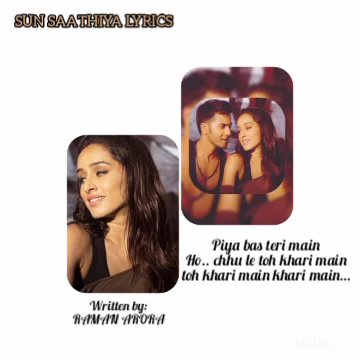 SUN SAATHIYA LYRICS
Piya bas teri main
Ho.. chhu le toh khari main
toh khari main khari main...
Written by:
RAMAN ARORA